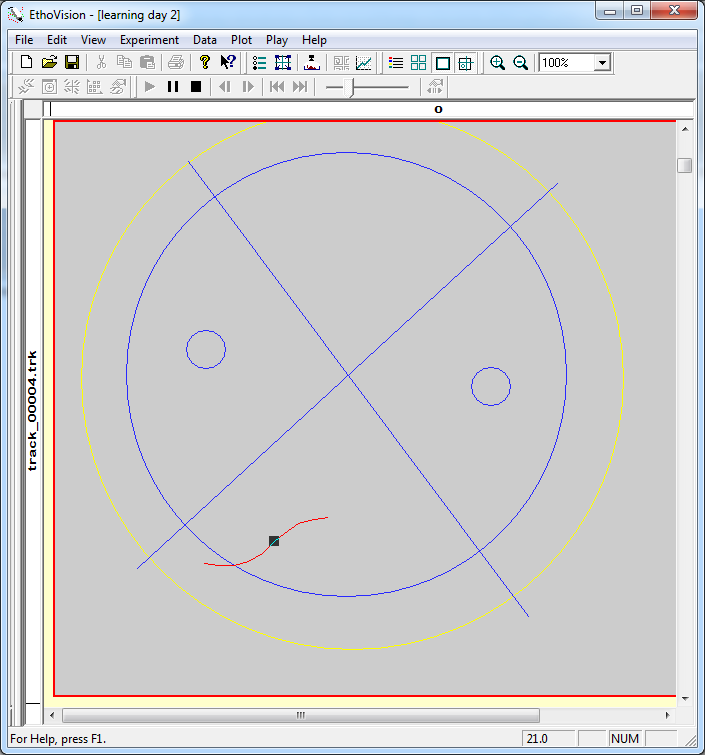 EthoVision - [learning day 2]
File Edit View Experiment Data Plot Play Help
100%
O
track_00004.trk
For Help, press F1.
21.0
NUM